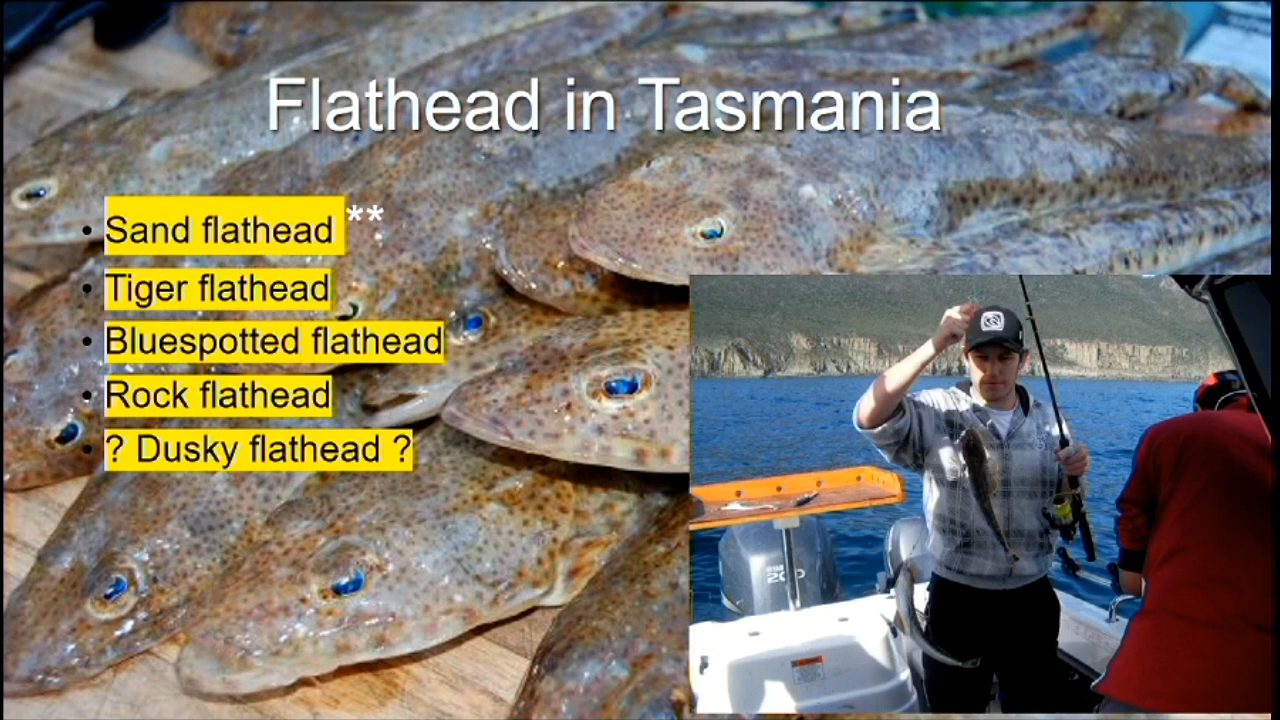 Flathead in Tasmania
• Sand flathead **
• Tiger flathead
• Bluespotted flathead
• Rock flathead
• ? Dusky flathead ?